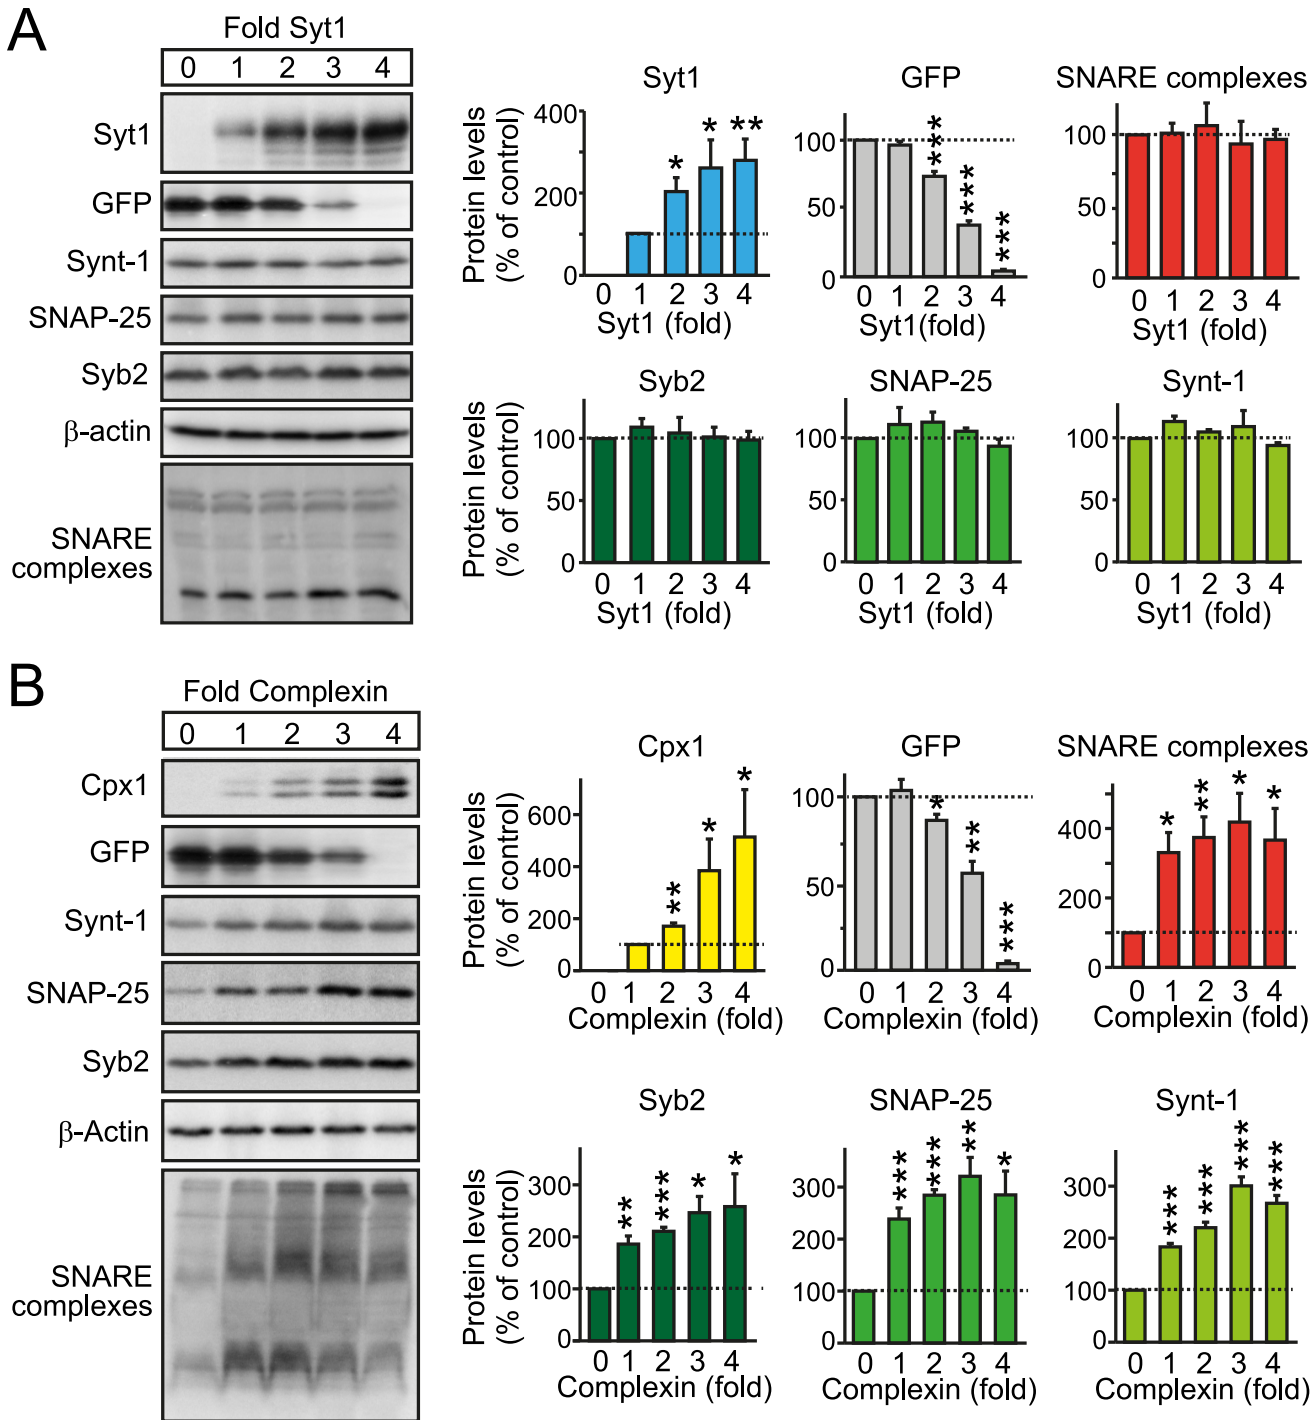 A
Fold Syt1
0 1 2 3 4
Syt1
GFP
Synt-1
SNAP-25
Syb2
β-actin
SNARE
complexes
Syt1
Protein levels
(% of control)
400
200
0
* * **
0 1 2 3 4
Syt1 (fold)
GFP
100
50
0
*** *** ***
0 1 2 3 4
Syt1(fold)
SNARE complexes
100
50
0
0 1 2 3 4
Syt1 (fold)
Syb2
Protein levels
(% of control)
100
50
0
0 1 2 3 4
Syt1 (fold)
SNAP-25
100
50
0
0 1 2 3 4
Syt1 (fold)
Synt-1
100
50
0
0 1 2 3 4
Syt1 (fold)
B
Fold Complexin
0 1 2 3 4
Cpx1
GFP
Synt-1
SNAP-25
Syb2
β-Actin
SNARE
complexes
Cpx1
Protein levels
(% of control)
600
400
200
0
** * *
0 1 2 3 4
Complexin (fold)
GFP
100
50
0
* ** ***
0 1 2 3 4
Complexin (fold)
SNARE complexes
400
200
0
* ** * *
0 1 2 3 4
Complexin (fold)
Syb2
Protein levels
(% of control)
300
200
100
0
** *** * *
0 1 2 3 4
Complexin (fold)
SNAP-25
300
200
100
0
*** *** ** *
0 1 2 3 4
Complexin (fold)
Synt-1
300
200
100
0
*** *** *** ***
0 1 2 3 4
Complexin (fold)